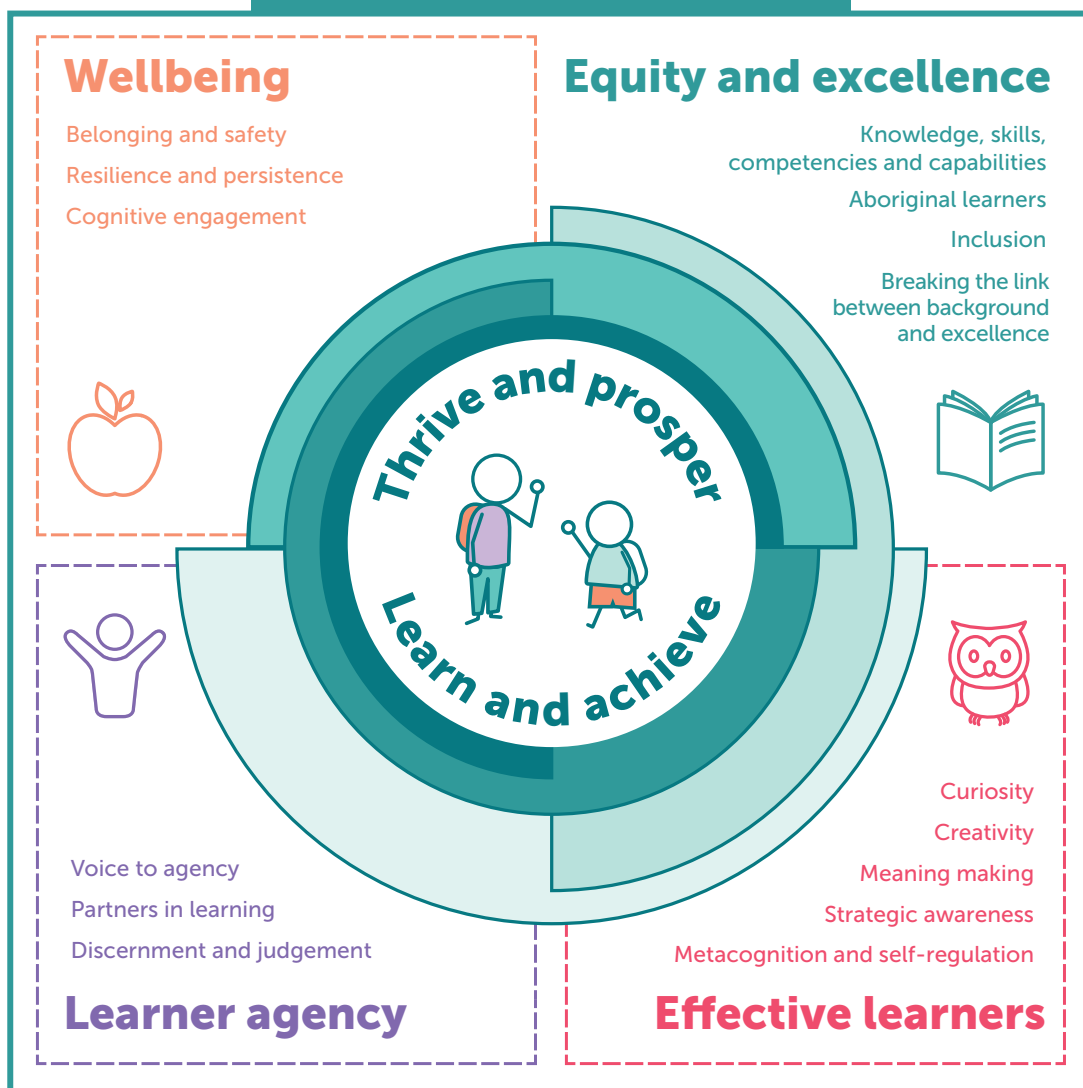 Wellbeing
Belonging and safety
Resilience and persistence
Cognitive engagement
Equity and excellence
Knowledge, skills,
competencies and capabilities
Aboriginal learners
Inclusion
Breaking the link
between background
and excellence
Thrive and prosper
Learn and achieve
Voice to agency
Partners in learning
Discernment and judgement
Learner agency
Curiosity
Creativity
Meaning making
Strategic awareness
Metacognition and self-regulation
Effective learners